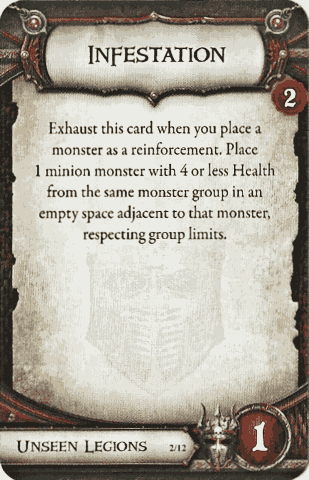 INFESTATION
2
Exhaust this card when you place a
monster as a reinforcement. Place
1 minion monster with 4 or less Health
from the same monster group in an
empty space adjacent to that monster,
respecting group limits.
UNSEEN LEGIONS 2/12
1